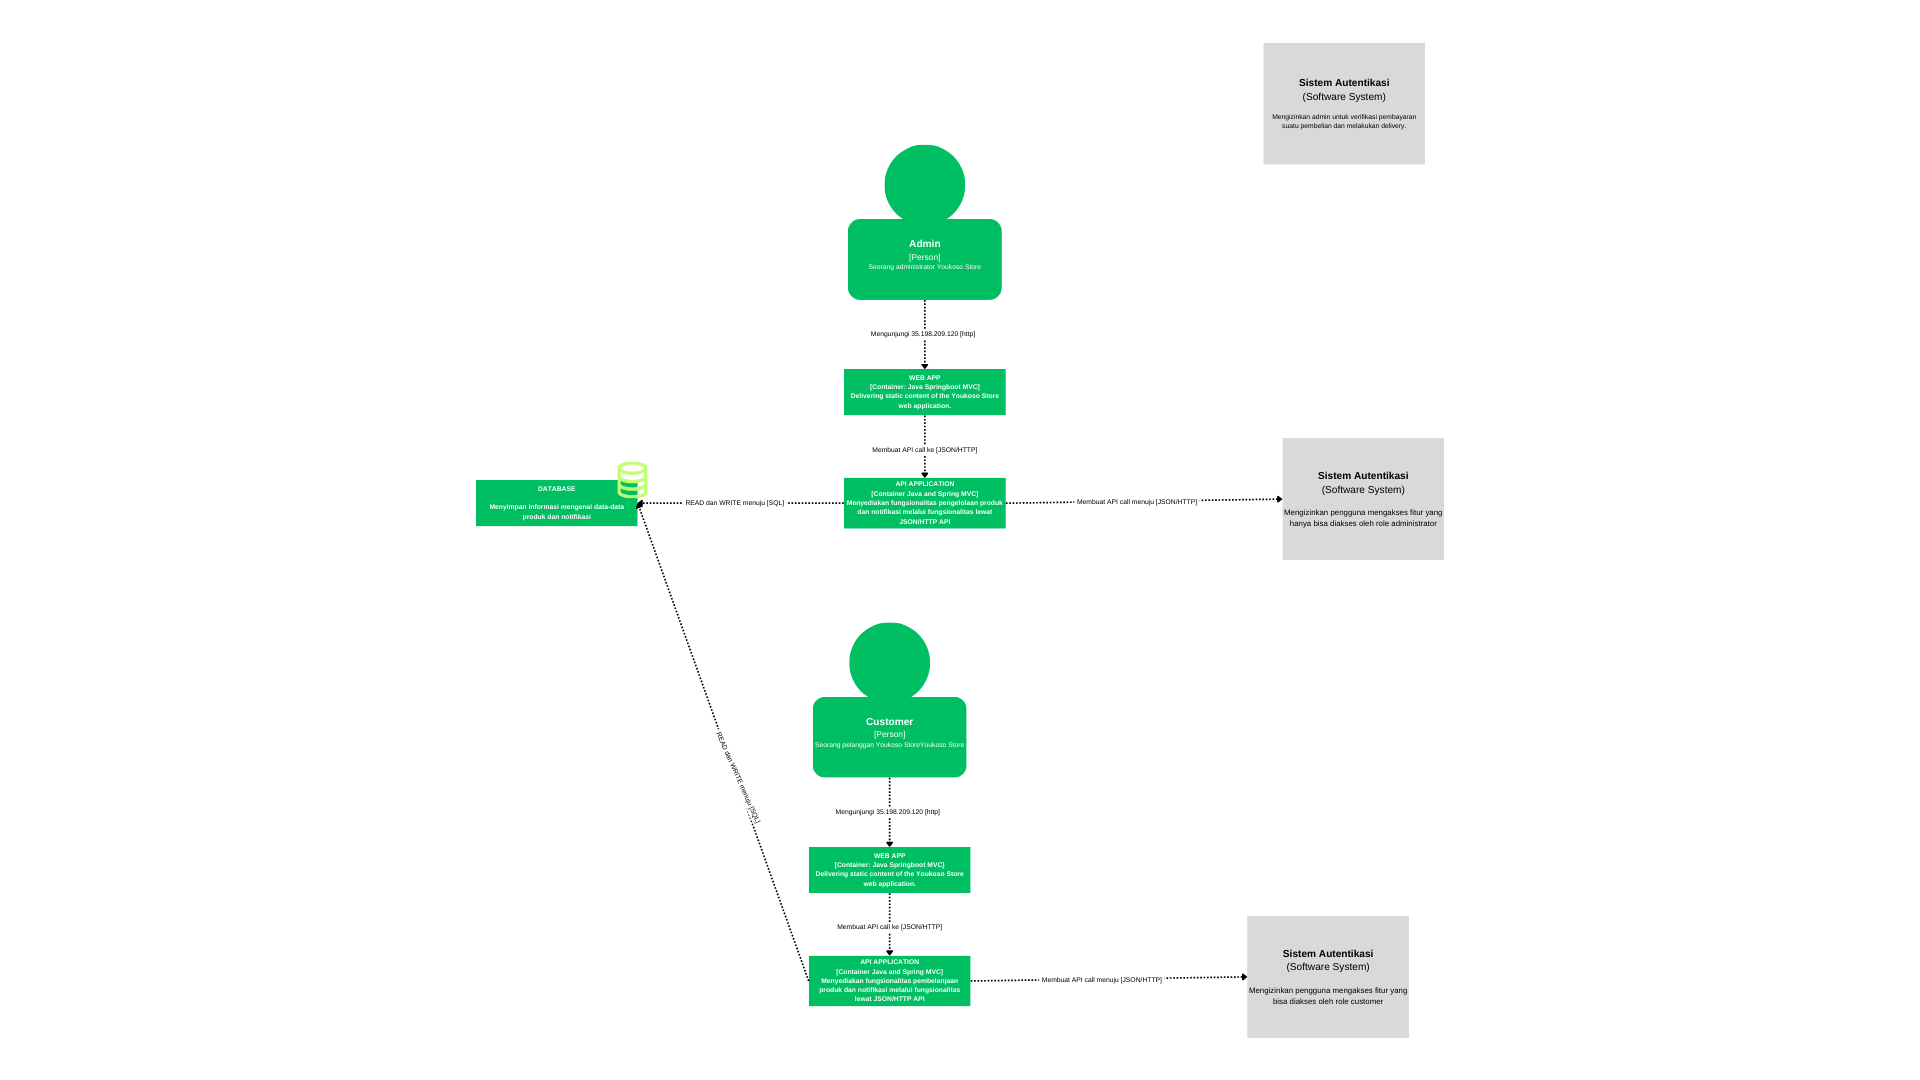 Sistem Autentikasi
(Software System)
Mengizinkan admin untuk verifikasi pembayaran
suatu pembelian dan melakukan delivery.
Admin
[Person]
Seorang administrator Youkoso Store
Mengunjungi 35.198.209.120 [http]
WEB APP
[Container: Java Springboot MVC]
Delivering static content of the Youkoso Store
web application.
Membuat API call ke [JSON/HTTP]
DATABASE
Menyimpan informasi mengenai data-data
produk dan notifikasi
READ dan WRITE menuju [SQL]
API APPLICATION
[Container Java and Spring MVC]
Menyediakan fungsionalitas pengelolaan produk
dan notifikasi melalui fungsionalitas lewat
JSON/HTTP API
Membuat API call menuju [JSON/HTTP]
Sistem Autentikasi
(Software System)
Mengizinkan pengguna mengakses fitur yang
hanya bisa diakses oleh role administrator
Customer
[Person]
Seorang pelanggan Youkoso StoreYoukoso Store
READ dan WRITE menuju [SQL]
Mengunjungi 35.198.209.120 [http]
WEB APP
[Container: Java Springboot MVC]
Delivering static content of the Youkoso Store
web application.
Membuat API call ke [JSON/HTTP]
API APPLICATION
[Container Java and Spring MVC]
Menyediakan fungsionalitas pembelanjaan
produk dan notifikasi melalui fungsionalitas
lewat JSON/HTTP API
Membuat API call menuju [JSON/HTTP]
Sistem Autentikasi
(Software System)
Mengizinkan pengguna mengakses fitur yang
bisa diakses oleh role customer